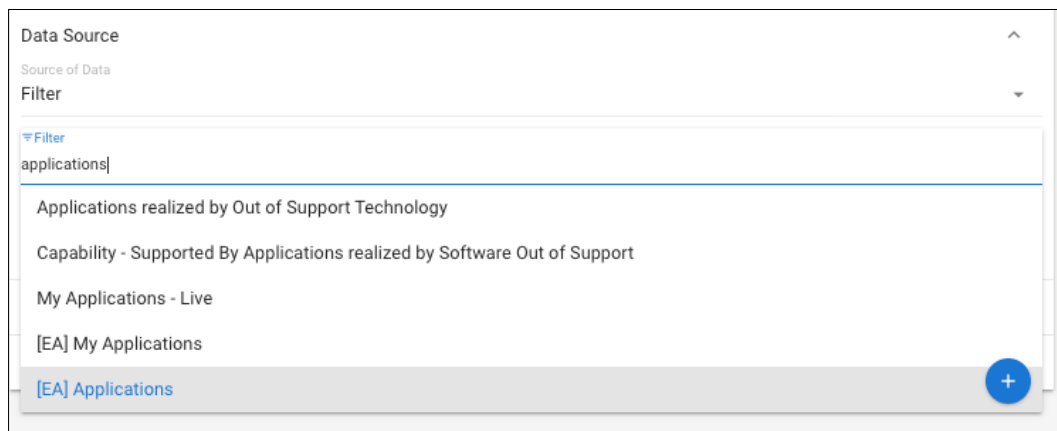 Data Source
Source of Data
Filter
Filter
applications
Applications realized by Out of Support Technology
Capability - Supported By Applications realized by Software Out of Support
My Applications - Live
[EA] My Applications
[EA] Applications